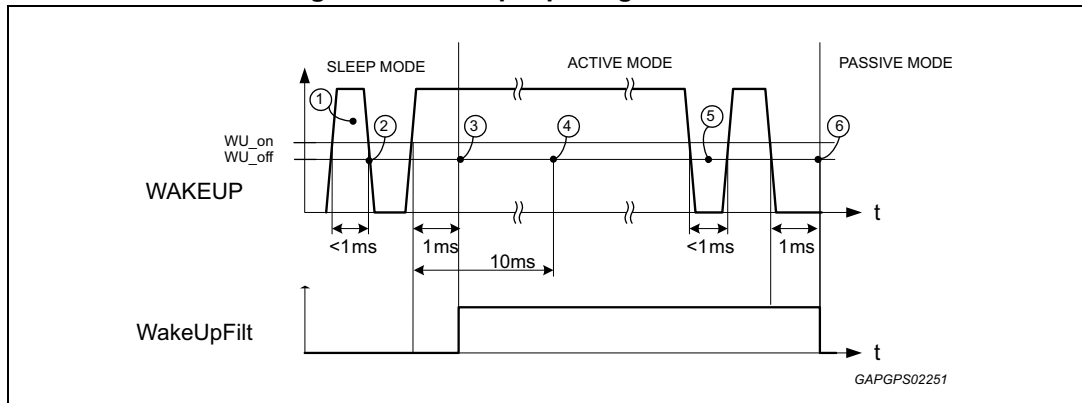 SLEEP MODE
ACTIVE MODE
PASSIVE MODE
1
2
3
4
5
6
WU_on
WU_off
WAKEUP
t
<1ms
1ms
<1ms
1ms
10ms
WakeUpFilt
t
GAPGPS02251